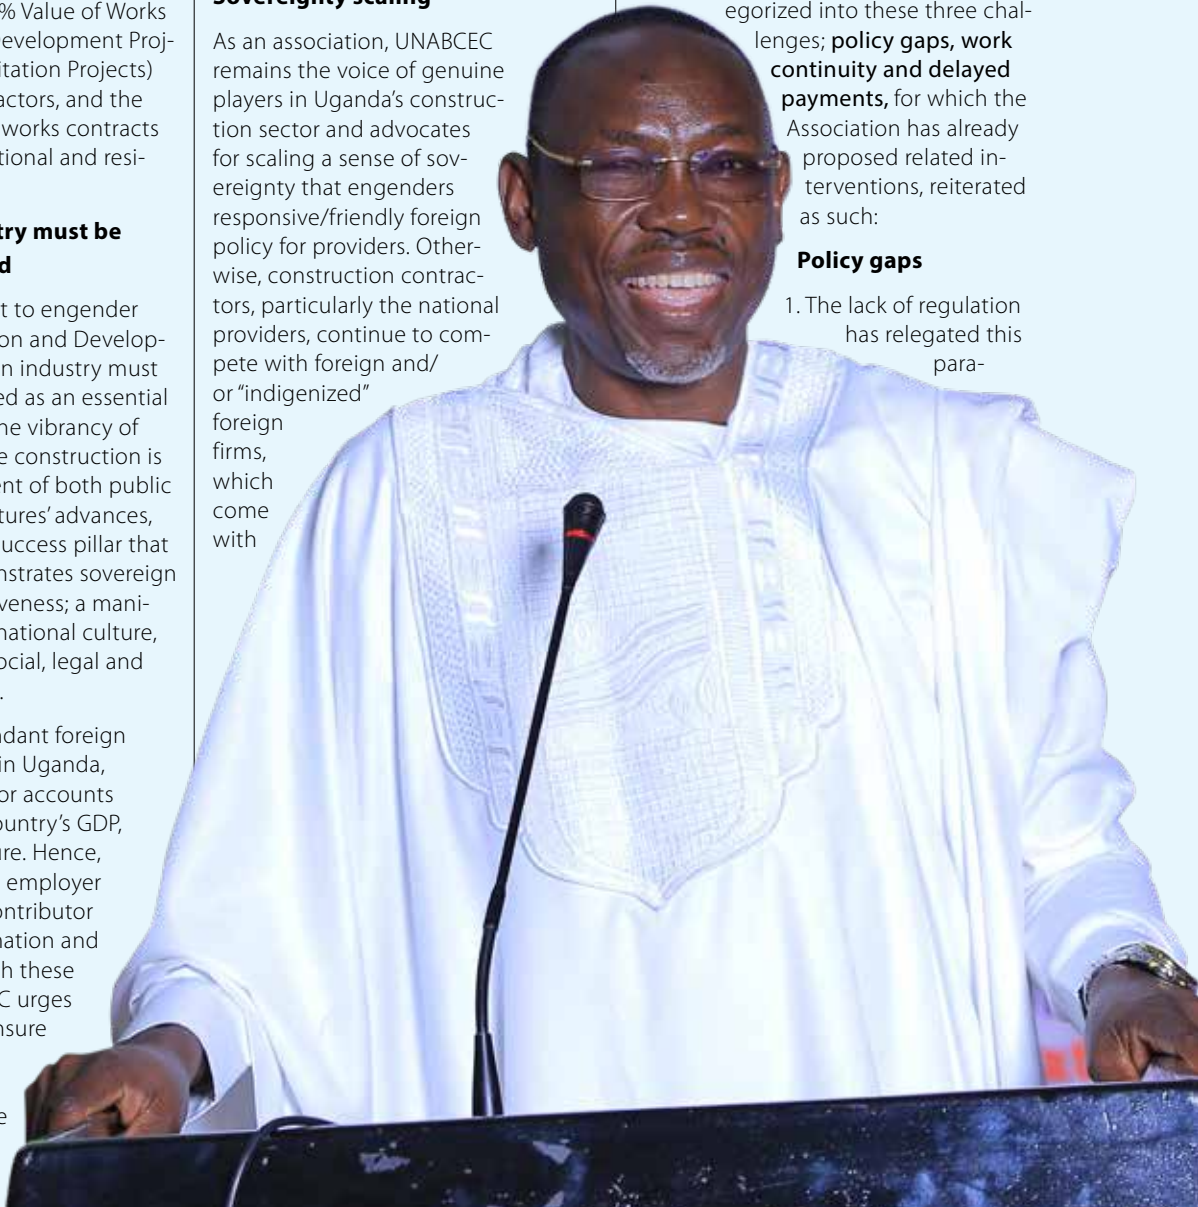 % Value of Works
evelopment Proj-
itation Projects)
actors, and the
works contracts
tional and resi-
try must be
d
t to engender
on and Develop-
n industry must
ed as an essential
he vibrancy of
e construction is
ent of both public
tures’ advances,
uccess pillar that
nstrates sovereign
iveness; a mani-
national culture,
ocial, legal and
.
ndant foreign
in Uganda,
or accounts
ountry’s GDP,
ure. Hence,
employer
ontributor
nation and
h these
C urges
nsure
e
Sovereignty scaling
As an association, UNABCEC
remains the voice of genuine
players in Uganda’s construc-
tion sector and advocates
for scaling a sense of sov-
ereignty that engenders
responsive/friendly foreign
policy for providers. Other-
wise, construction contrac-
tors, particularly the national
providers, continue to com-
pete with foreign and/
or “indigenized”
foreign
firms,
which
come
with
egorized into these three chal-
lenges; policy gaps, work
continuity and delayed
payments, for which the
Association has already
proposed related in-
terventions, reiterated
as such:
Policy gaps
1. The lack of regulation
has relegated this
para-